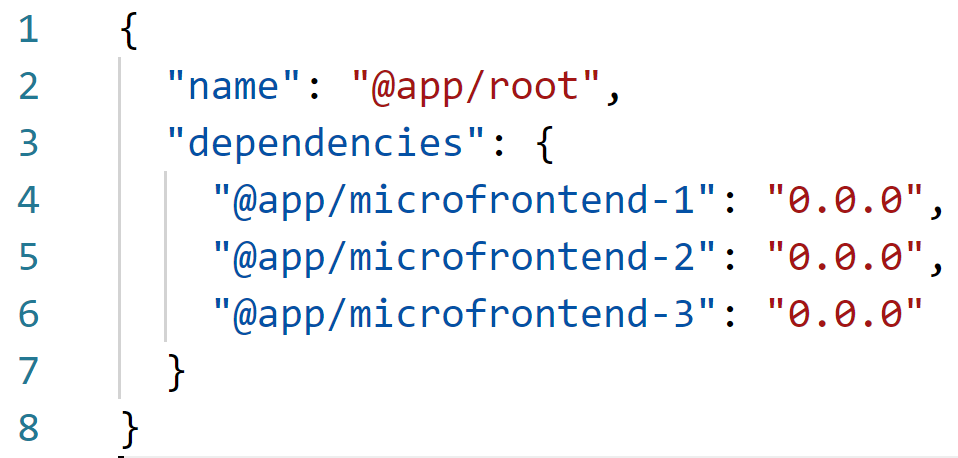 1 {
2 "name": "@app/root",
3 "dependencies": {
4 "@app/microfrontend-1": "0.0.0",
5 "@app/microfrontend-2": "0.0.0",
6 "@app/microfrontend-3": "0.0.0"
7 }
8 }